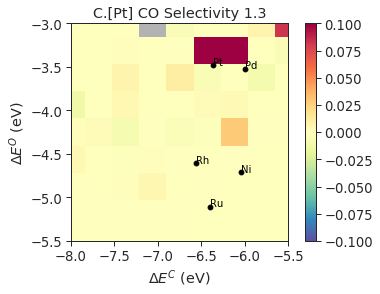 C.[Pt] CO Selectivity 1.3
−3.0
−3.5
−4.0
−4.5
−5.0
−5.5
ΔE^O (eV)
Pt
Pd
Rh
Ni
Ru
−8.0 −7.5 −7.0 −6.5 −6.0 −5.5
ΔE^C (eV)
0.100
0.075
0.050
0.025
0.000
−0.025
−0.050
−0.075
−0.100